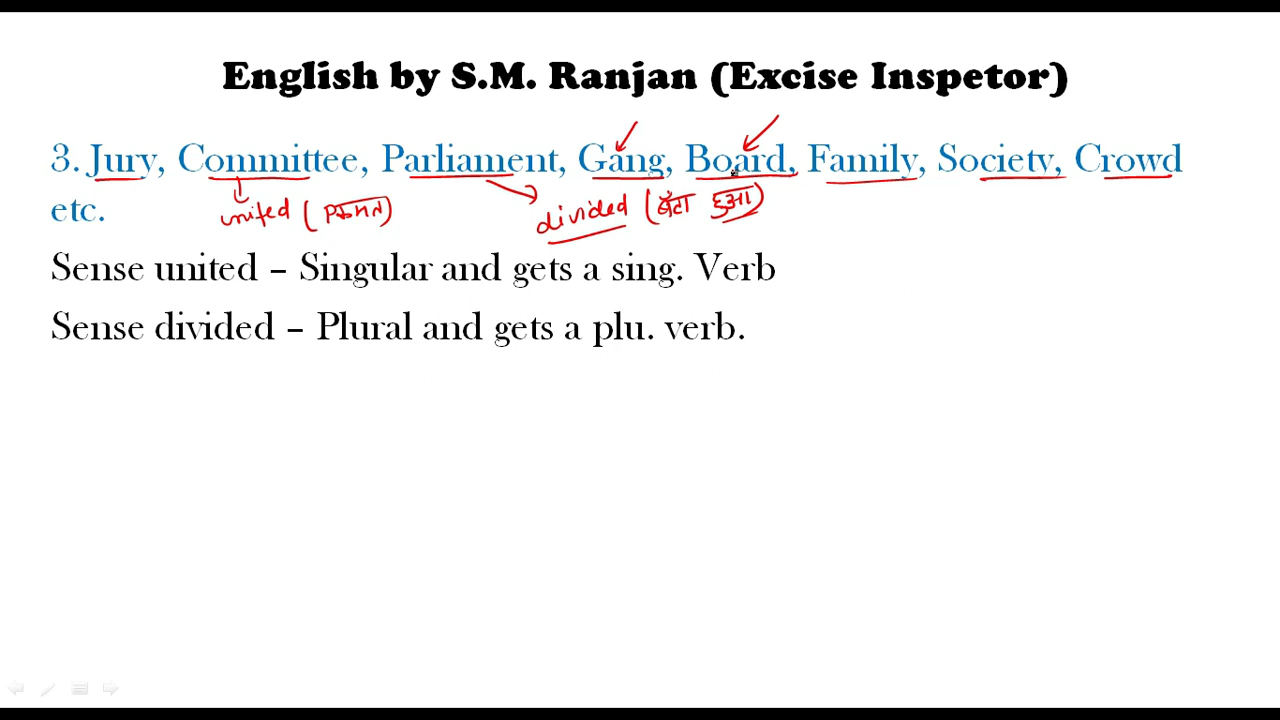 English by S.M. Ranjan (Excise Inspetor)
3. Jury, Committee, Parliament, Gang, Board, Family, Society, Crowd
etc.
united (एकमत)
divided (बँटा हुआ)
Sense united – Singular and gets a sing. Verb
Sense divided – Plural and gets a plu. verb.